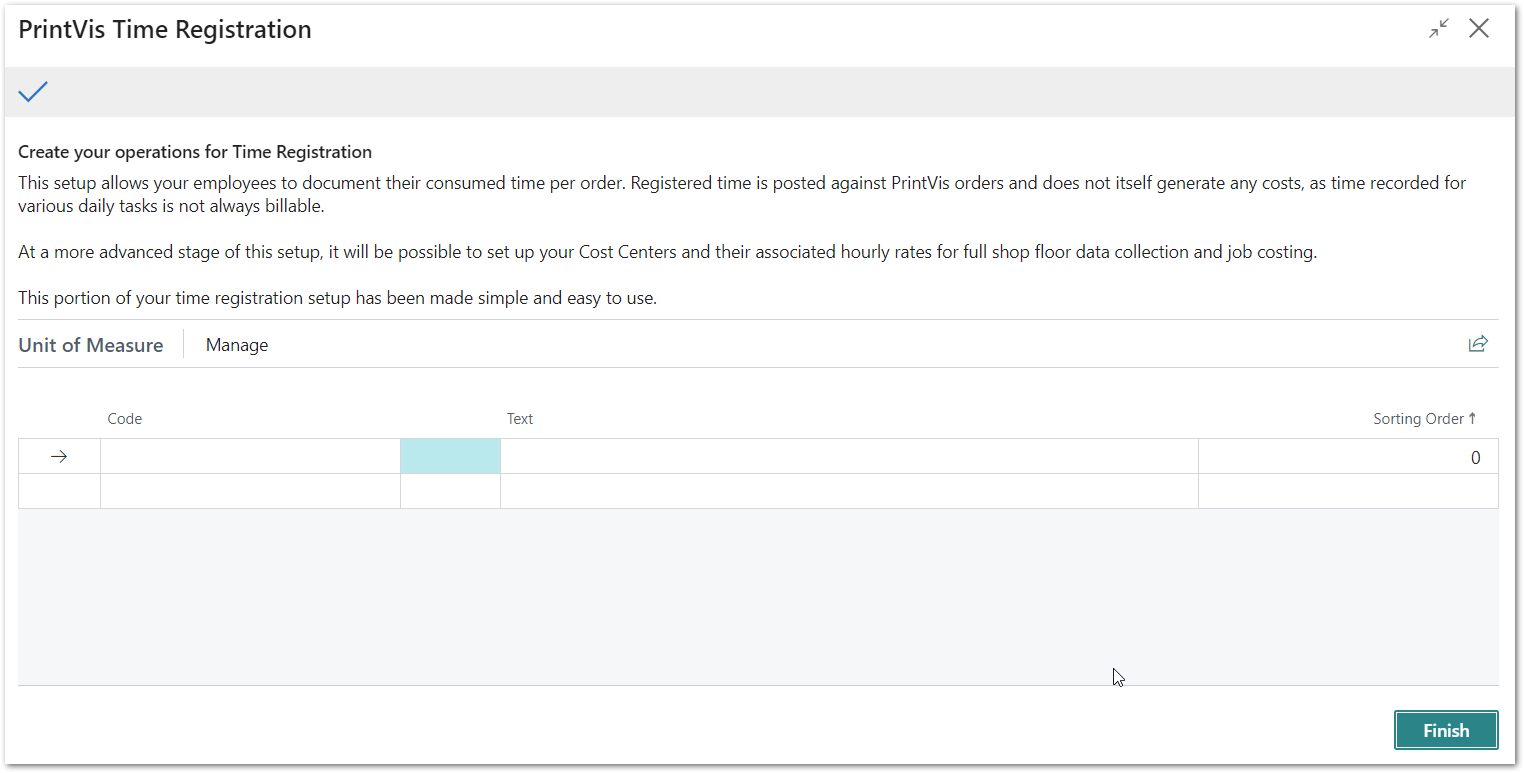 PrintVis Time Registration
Create your operations for Time Registration
This setup allows your employees to document their consumed time per order. Registered time is posted against PrintVis orders and does not itself generate any costs, as time recorded for
various daily tasks is not always billable.
At a more advanced stage of this setup, it will be possible to set up your Cost Centers and their associated hourly rates for full shop floor data collection and job costing.
This portion of your time registration setup has been made simple and easy to use.
Unit of Measure Manage
Code Text Sorting Order ↑
0
Finish